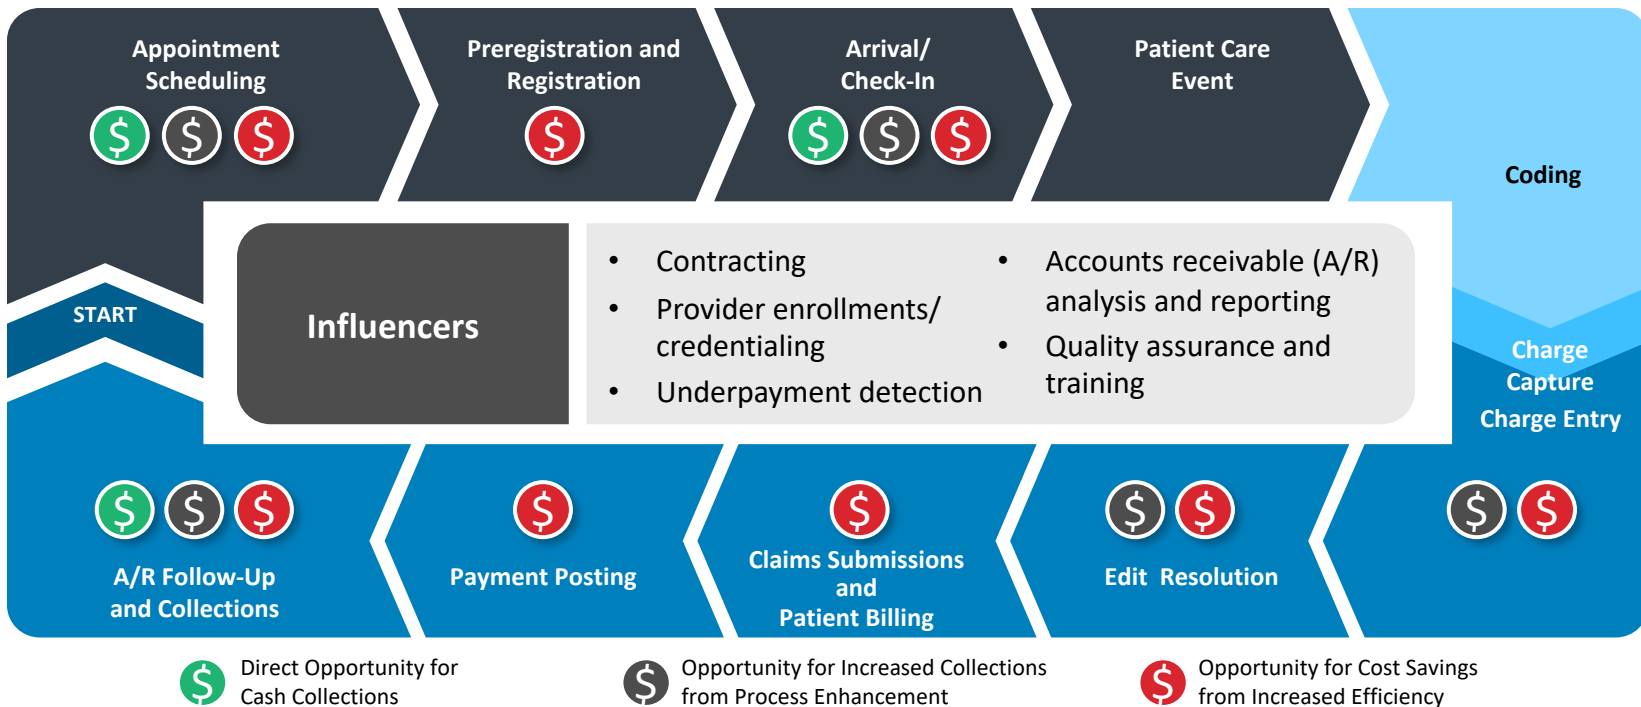 Appointment
Scheduling
$ $ $
Preregistration and
Registration
$
Arrival/
Check-In
$ $ $
Patient Care
Event
Coding
START
Influencers
• Contracting
• Provider enrollments/
credentialing
• Underpayment detection
• Accounts receivable (A/R)
analysis and reporting
• Quality assurance and
training
Charge
Capture
Charge Entry
$ $ $
A/R Follow-Up
and Collections
$
Payment Posting
$
Claims Submissions
and
Patient Billing
$ $
Edit Resolution
$ $
$ Direct Opportunity for
Cash Collections
$ Opportunity for Increased Collections
from Process Enhancement
$ Opportunity for Cost Savings
from Increased Efficiency